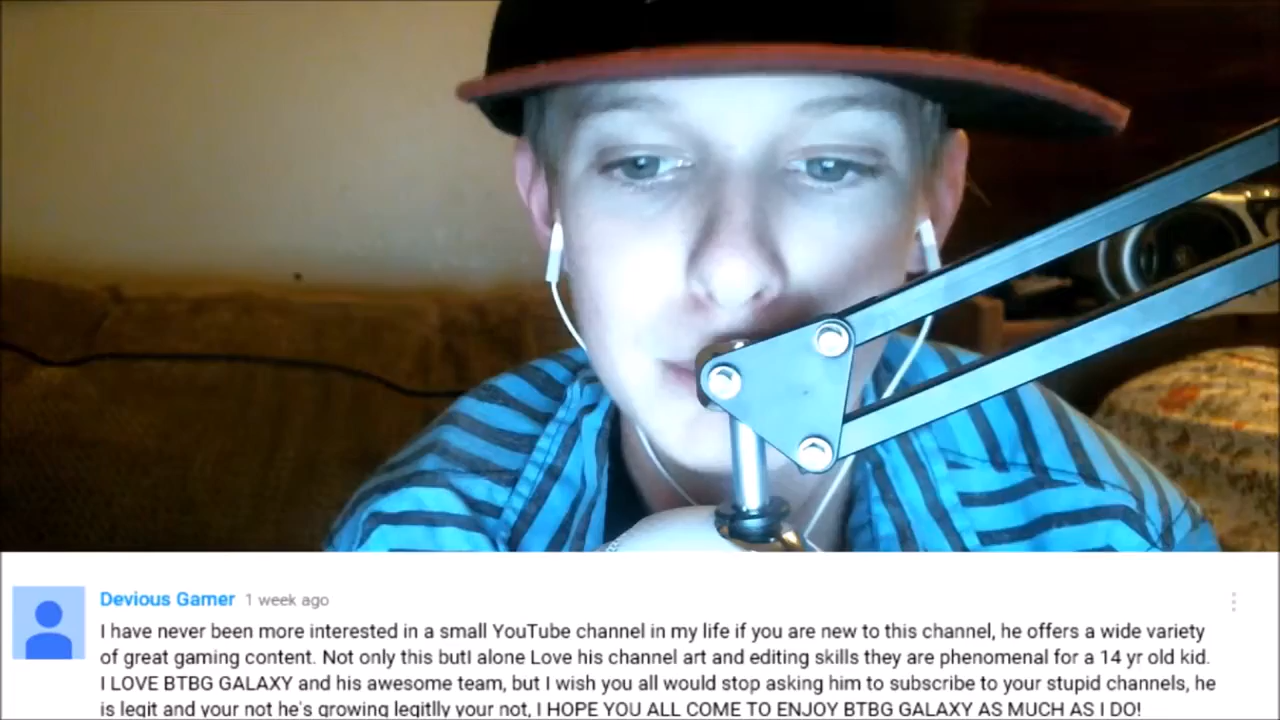 Devious Gamer 1 week ago
I have never been more interested in a small YouTube channel in my life if you are new to this channel, he offers a wide variety
of great gaming content. Not only this butI alone Love his channel art and editing skills they are phenomenal for a 14 yr old kid.
I LOVE BTBG GALAXY and his awesome team, but I wish you all would stop asking him to subscribe to your stupid channels, he
is legit and your not he's growing legitlly your not, I HOPE YOU ALL COME TO ENJOY BTBG GALAXY AS MUCH AS I DO!